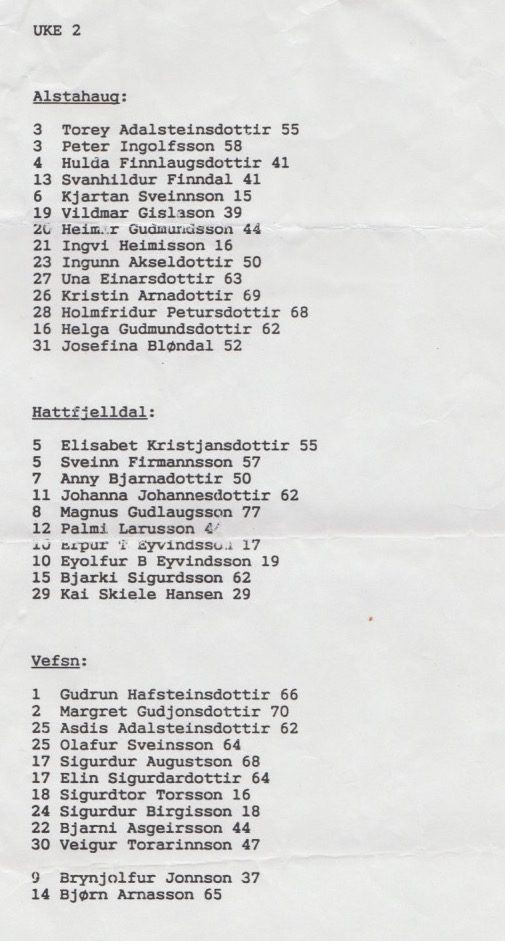 UKE 2
Alstahaug:
3 Torey Adalsteinsdottir 55
3 Peter Ingolfsson 58
4 Hulda Finnlaugsdottir 41
13 Svanhildur Finndal 41
6 Kjartan Sveinnson 15
19 Vildmar Gislason 39
20 Heimir Gudmundsson 44
21 Ingvi Heimisson 16
23 Ingunn Akseldottir 50
27 Una Einarsdottir 63
26 Kristin Arnadottir 69
28 Holmfridur Petursdottir 68
16 Helga Gudmundsdottir 62
31 Josefina Bløndal 52
Hattfjelldal:
5 Elisabet Kristjansdottir 55
5 Sveinn Firmannsson 57
7 Anny Bjarnadottir 50
11 Johanna Johannesdottir 62
8 Magnus Gudlaugsson 77
12 Palmi Larusson
10 Erpur T Eyvindsson 17
10 Eyolfur B Eyvindsson 19
15 Bjarki Sigurdsson 62
29 Kai Skiele Hansen 29
Vefsn:
1 Gudrun Hafsteinsdottir 66
2 Margret Gudjonsdottir 70
25 Asdis Adalsteinsdottir 62
25 Olafur Sveinsson 64
17 Sigurdur Augustson 68
17 Elin Sigurdardottir 64
18 Sigurdtor Torsson 16
24 Sigurdur Birgisson 18
22 Bjarni Asgeirsson 44
30 Veigur Torarinnson 47
9 Brynjolfur Jonnson 37
14 Bjørn Arnasson 65